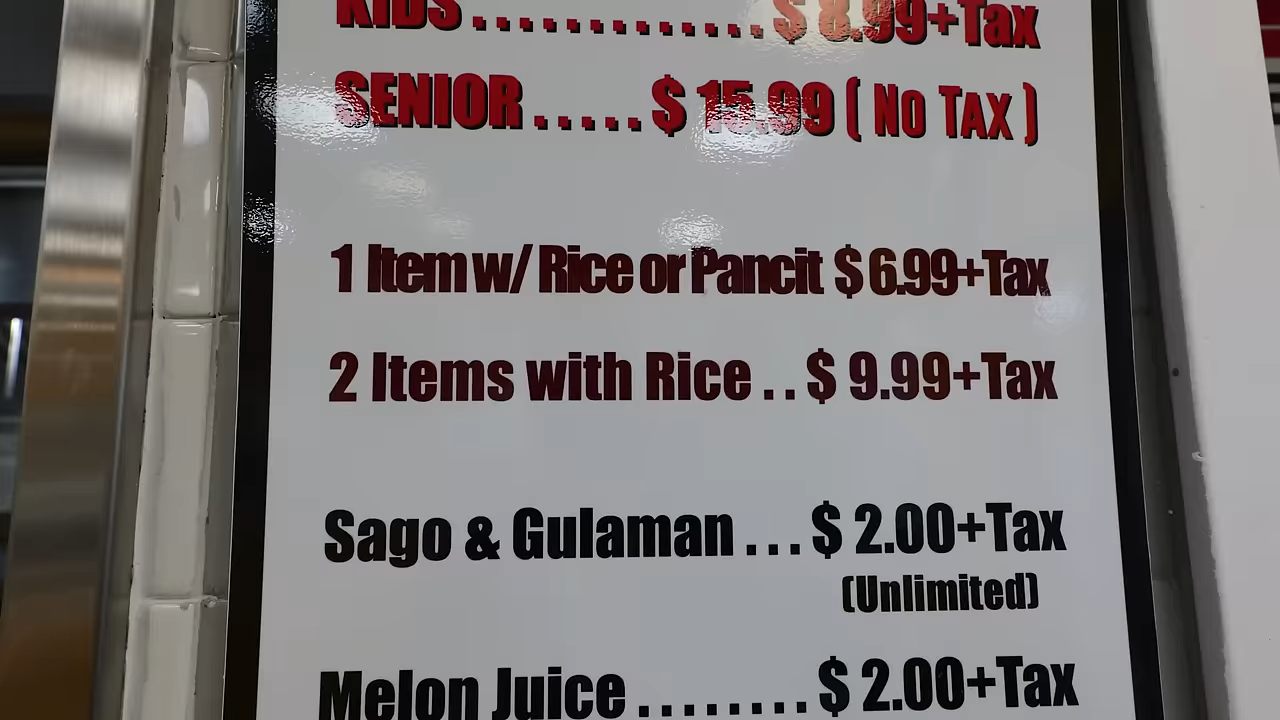 KIDS.............$ 8.99+Tax
SENIOR.....$ 15.99 ( NO TAX )
1 Item w/ Rice or Pancit $ 6.99+Tax
2 Items with Rice .. $ 9.99+Tax
Sago & Gulaman ... $ 2.00+Tax
(Unlimited)
Melon Juice ........ $ 2.00+Tax